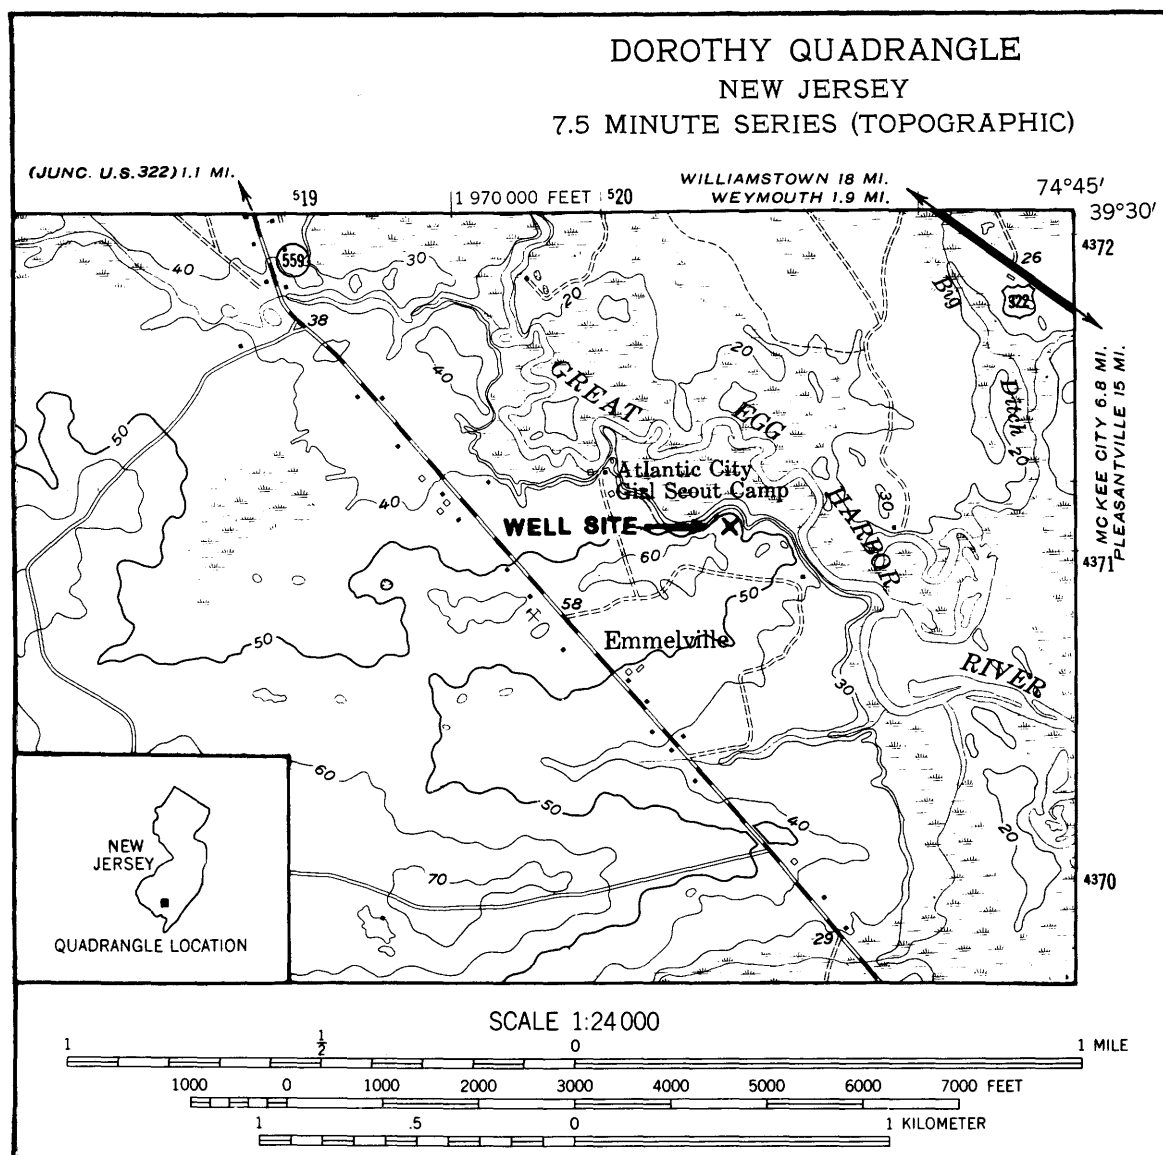 DOROTHY QUADRANGLE
NEW JERSEY
7.5 MINUTE SERIES (TOPOGRAPHIC)
(JUNC. U.S. 322) 1.1 MI.
519
1 970 000 FEET
520
WILLIAMSTOWN 18 MI.
WEYMOUTH 1.9 MI.
74°45'
39°30'
4372
559
40
30
20
26
322
Big
Ditch
20
38
40
20
GREAT
EGG
HARBOR
RIVER
MCKEE CITY 6.8 MI.
PLEASANTVILLE 15 MI.
50
40
Atlantic City
Girl Scout Camp
30
WELL SITE
X
60
4371
50
58
50
Emmelville
30
60
50
40
20
70
4370
29
NEW
JERSEY
QUADRANGLE LOCATION
SCALE 1:24 000
1 1/2 0 1 MILE
1000 0 1000 2000 3000 4000 5000 6000 7000 FEET
1 .5 0 1 KILOMETER